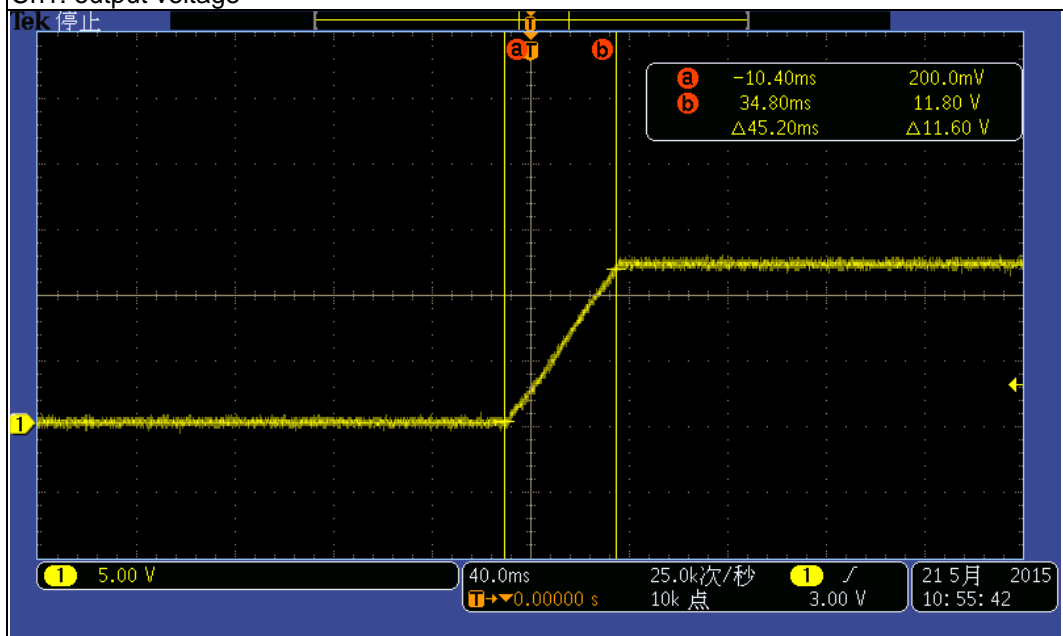 Ch1: output voltage
Tek 停止
T
a T b
a -10.40ms 200.0mV
b 34.80ms 11.80 V
△45.20ms △11.60 V
1
1 5.00 V
40.0ms 25.0k次/秒 1 /
T→▼0.00000 s 10k 点 3.00 V
21 5月 2015
10:55:42